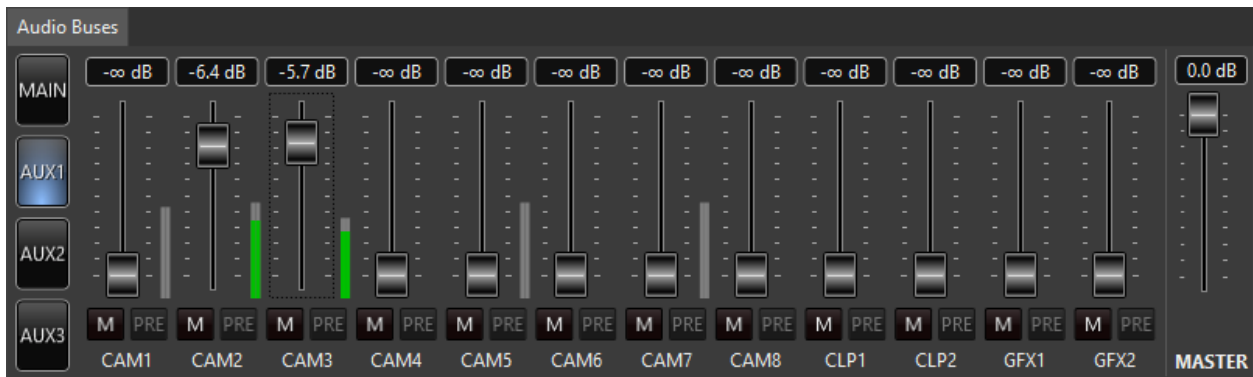 Audio Buses
MAIN
AUX1
AUX2
AUX3
-∞ dB -6.4 dB -5.7 dB -∞ dB -∞ dB -∞ dB -∞ dB -∞ dB -∞ dB -∞ dB -∞ dB -∞ dB 0.0 dB
M PRE M PRE M PRE M PRE M PRE M PRE M PRE M PRE M PRE M PRE M PRE M PRE
CAM1 CAM2 CAM3 CAM4 CAM5 CAM6 CAM7 CAM8 CLP1 CLP2 GFX1 GFX2 MASTER